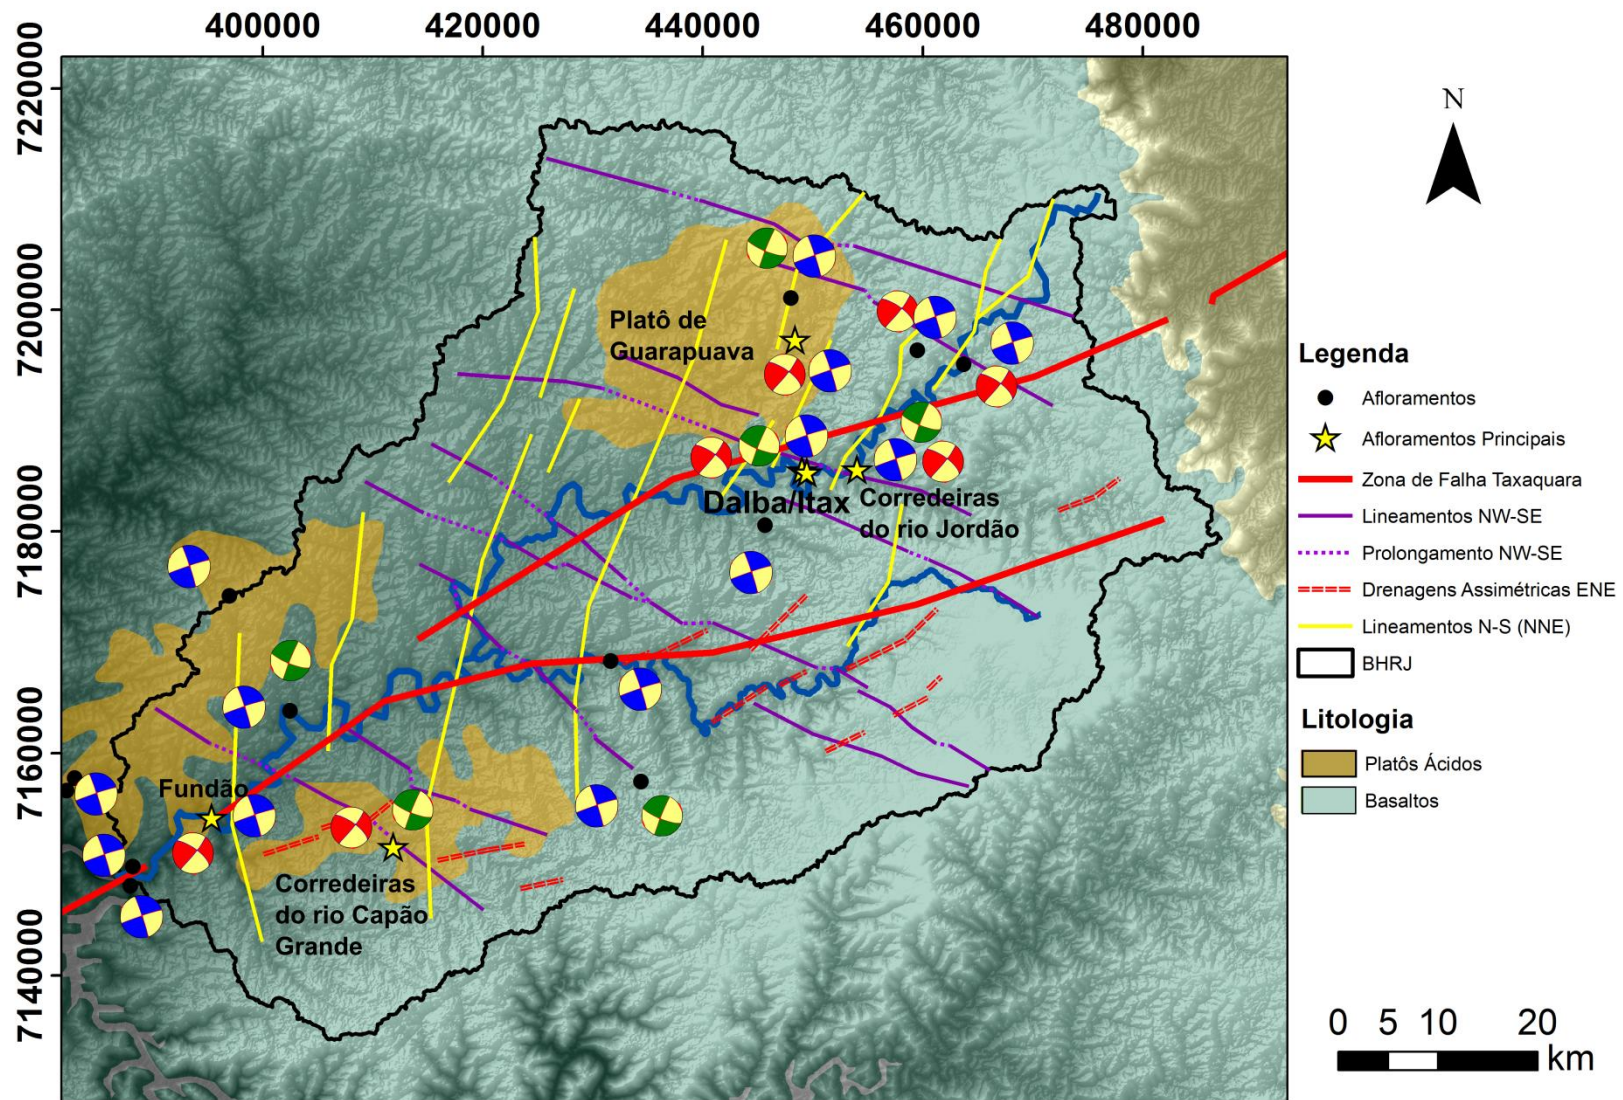 400000
420000
440000
460000
480000
7220000
7200000
7180000
7160000
7140000
Platô de
Guarapuava
Dalba/Itax
Corredeiras
do rio Jordão
Fundão
Corredeiras
do rio Capão
Grande
N
Legenda
Afloramentos
Afloramentos Principais
Zona de Falha Taxaquara
Lineamentos NW-SE
Prolongamento NW-SE
Drenagens Assimétricas ENE
Lineamentos N-S (NNE)
BHRJ
Litologia
Platôs Ácidos
Basaltos
0 5 10 20
km